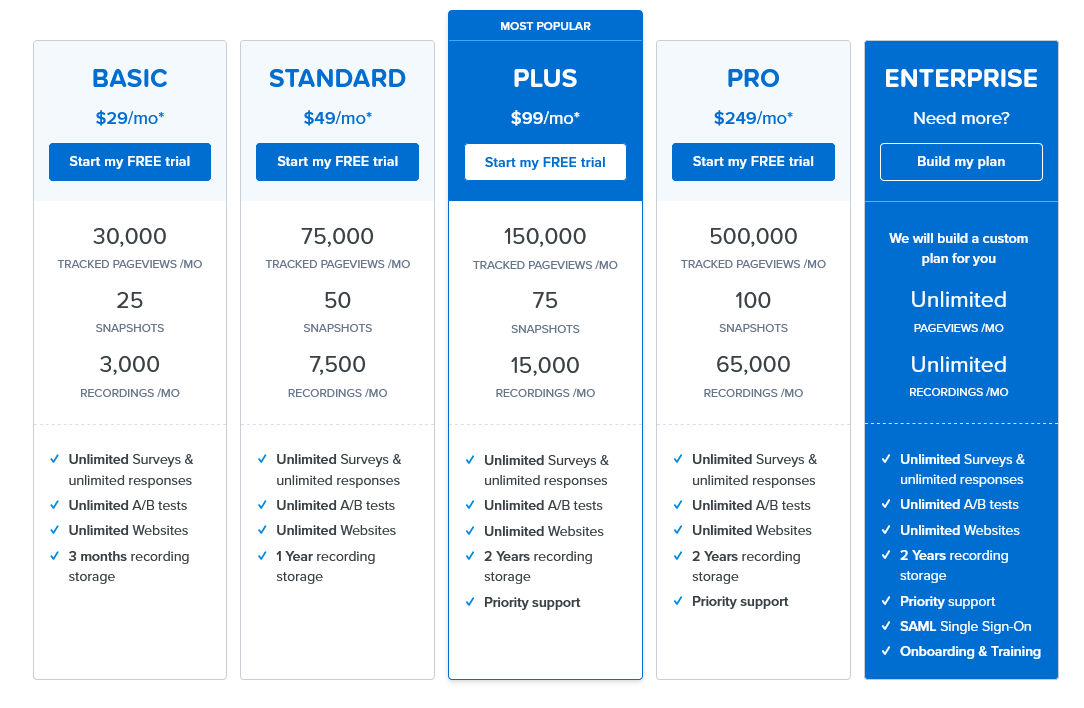 MOST POPULAR
BASIC
$29/mo*
Start my FREE trial
30,000
TRACKED PAGEVIEWS /MO
25
SNAPSHOTS
3,000
RECORDINGS /MO
Unlimited Surveys &
unlimited responses
Unlimited A/B tests
Unlimited Websites
3 months recording
storage
STANDARD
$49/mo*
Start my FREE trial
75,000
TRACKED PAGEVIEWS /MO
50
SNAPSHOTS
7,500
RECORDINGS /MO
Unlimited Surveys &
unlimited responses
Unlimited A/B tests
Unlimited Websites
1 Year recording
storage
PLUS
$99/mo*
Start my FREE trial
150,000
TRACKED PAGEVIEWS /MO
75
SNAPSHOTS
15,000
RECORDINGS /MO
Unlimited Surveys &
unlimited responses
Unlimited A/B tests
Unlimited Websites
2 Years recording
storage
Priority support
PRO
$249/mo*
Start my FREE trial
500,000
TRACKED PAGEVIEWS /MO
100
SNAPSHOTS
65,000
RECORDINGS /MO
Unlimited Surveys &
unlimited responses
Unlimited A/B tests
Unlimited Websites
2 Years recording
storage
Priority support
ENTERPRISE
Need more?
Build my plan
We will build a custom
plan for you
Unlimited
PAGEVIEWS /MO
Unlimited
RECORDINGS /MO
Unlimited Surveys &
unlimited responses
Unlimited A/B tests
Unlimited Websites
2 Years recording
storage
Priority support
SAML Single Sign-On
Onboarding & Training